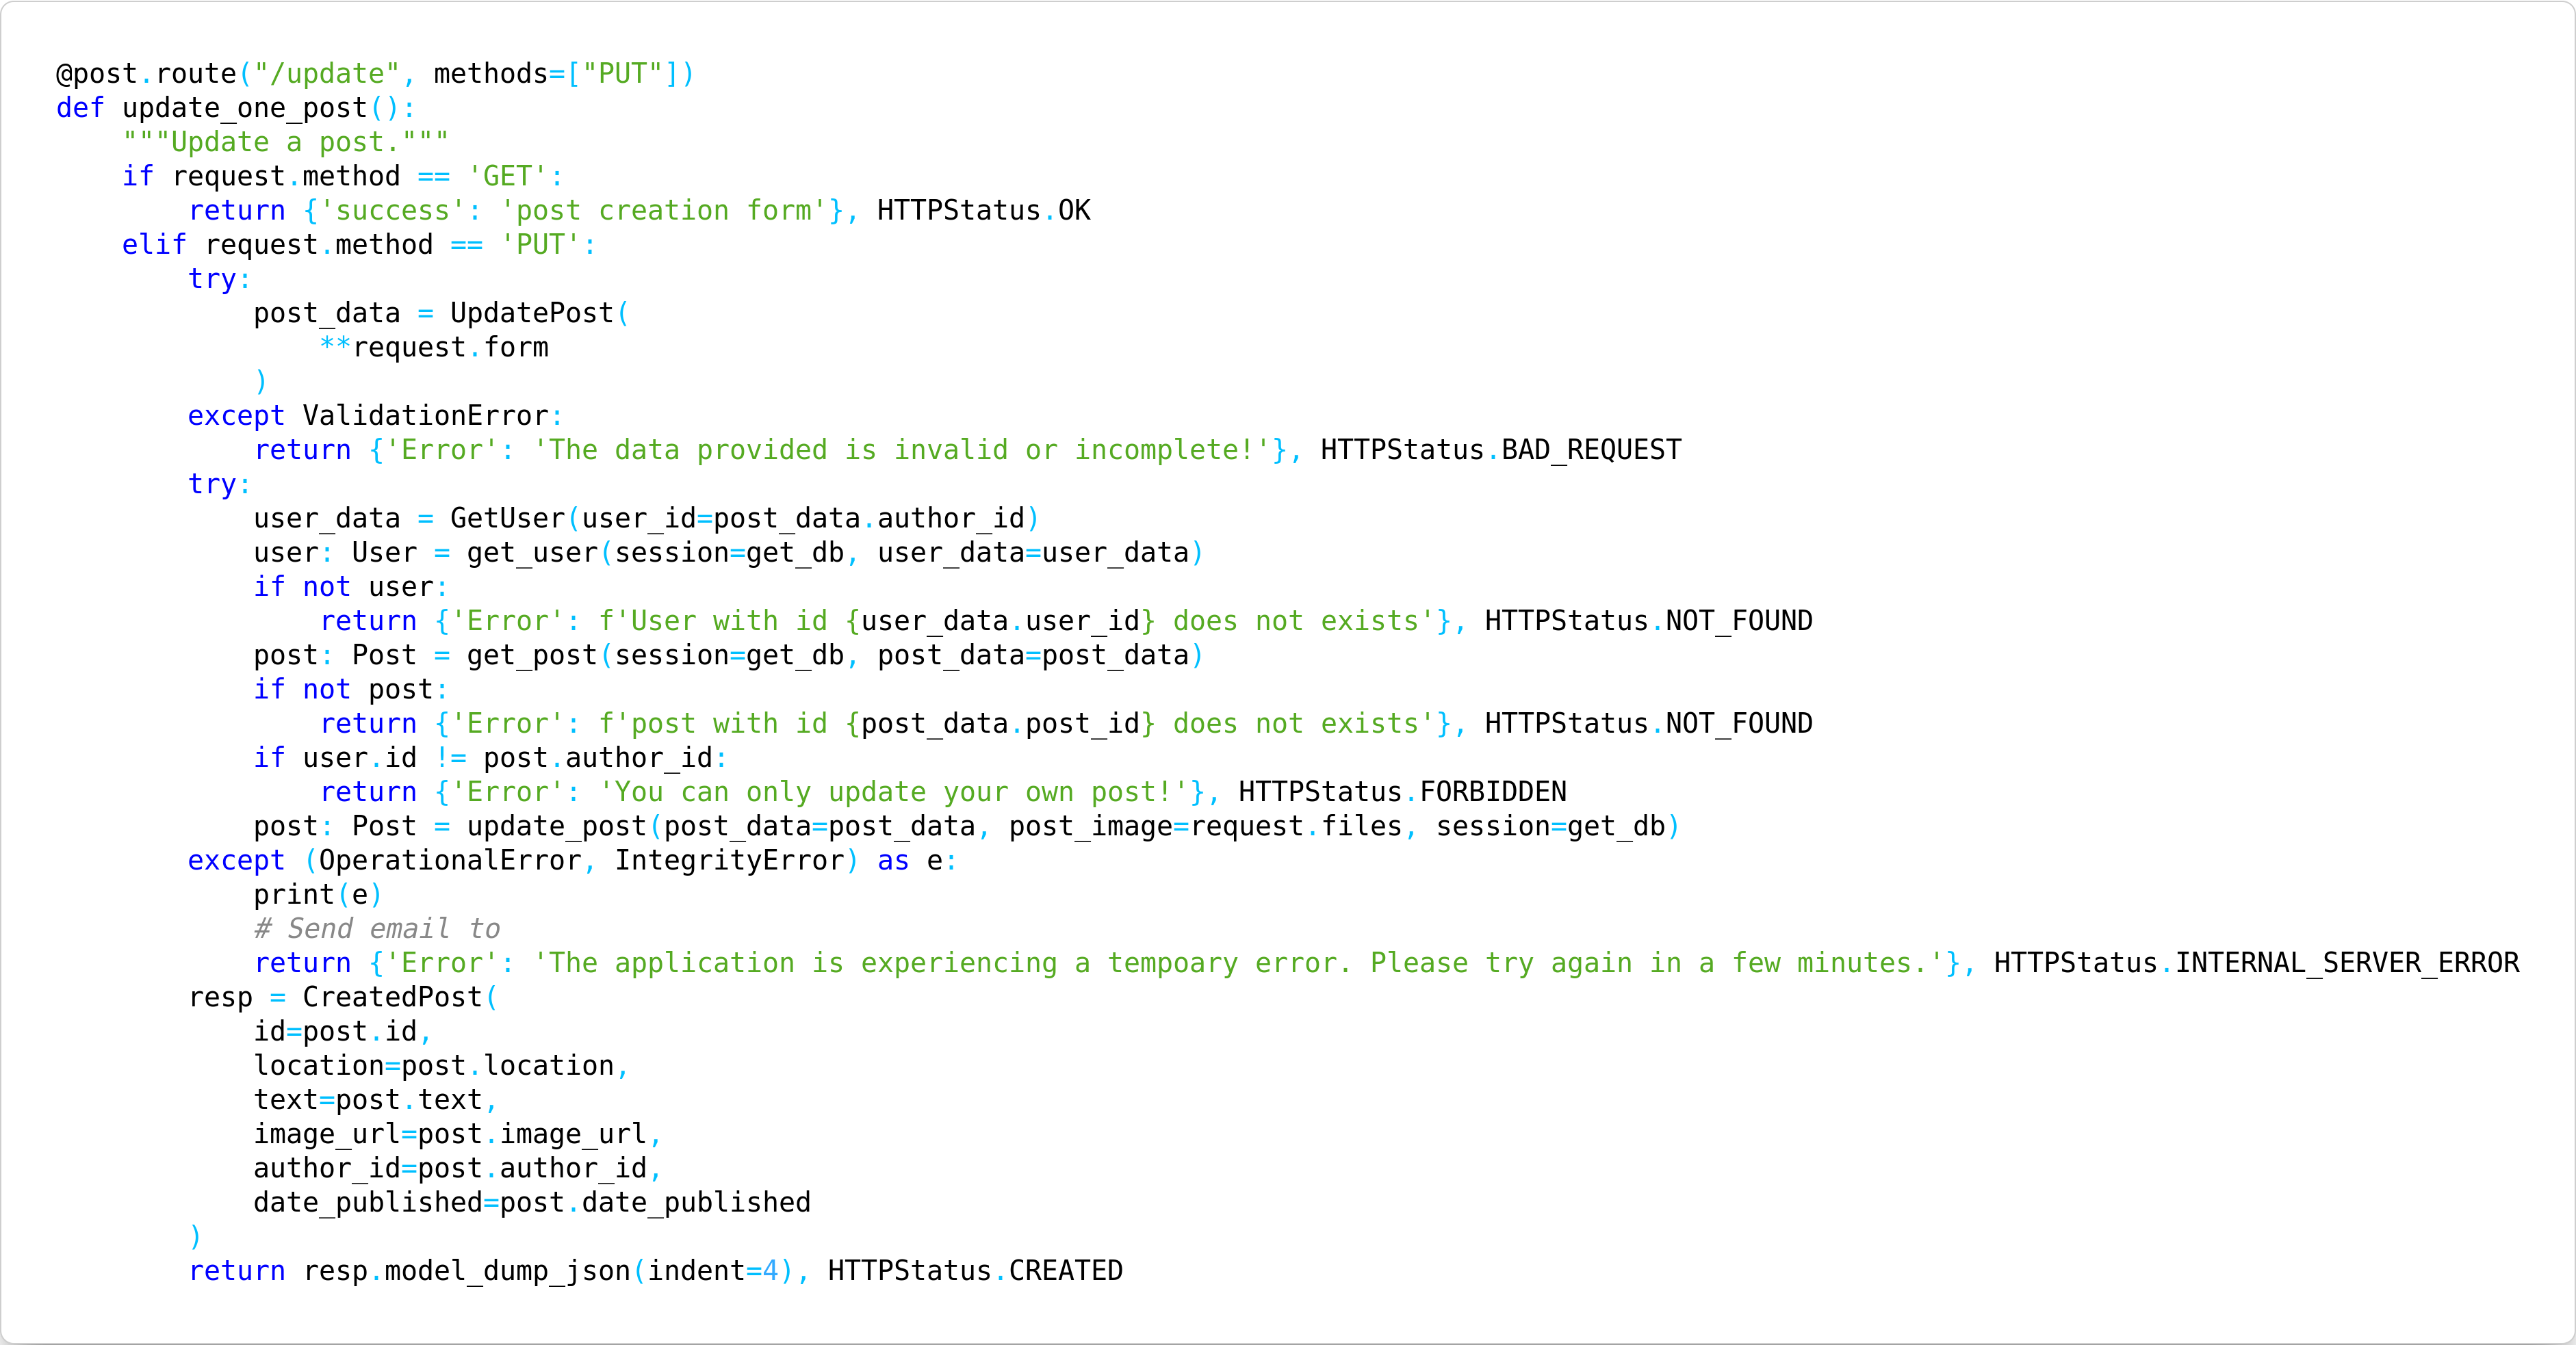 @post.route("/update", methods=["PUT"])
def update_one_post():
    """Update a post."""
    if request.method == 'GET':
        return {'success': 'post creation form'}, HTTPStatus.OK
    elif request.method == 'PUT':
        try:
            post_data = UpdatePost(
                **request.form
            )
        except ValidationError:
            return {'Error': 'The data provided is invalid or incomplete!'}, HTTPStatus.BAD_REQUEST
        try:
            user_data = GetUser(user_id=post_data.author_id)
            user: User = get_user(session=get_db, user_data=user_data)
            if not user:
                return {'Error': f'User with id {user_data.user_id} does not exists'}, HTTPStatus.NOT_FOUND
            post: Post = get_post(session=get_db, post_data=post_data)
            if not post:
                return {'Error': f'post with id {post_data.post_id} does not exists'}, HTTPStatus.NOT_FOUND
            if user.id != post.author_id:
                return {'Error': 'You can only update your own post!'}, HTTPStatus.FORBIDDEN
            post: Post = update_post(post_data=post_data, post_image=request.files, session=get_db)
        except (OperationalError, IntegrityError) as e:
            print(e)
            # Send email to
            return {'Error': 'The application is experiencing a tempoary error. Please try again in a few minutes.'}, HTTPStatus.INTERNAL_SERVER_ERROR
        resp = CreatedPost(
            id=post.id,
            location=post.location,
            text=post.text,
            image_url=post.image_url,
            author_id=post.author_id,
            date_published=post.date_published
        )
        return resp.model_dump_json(indent=4), HTTPStatus.CREATED